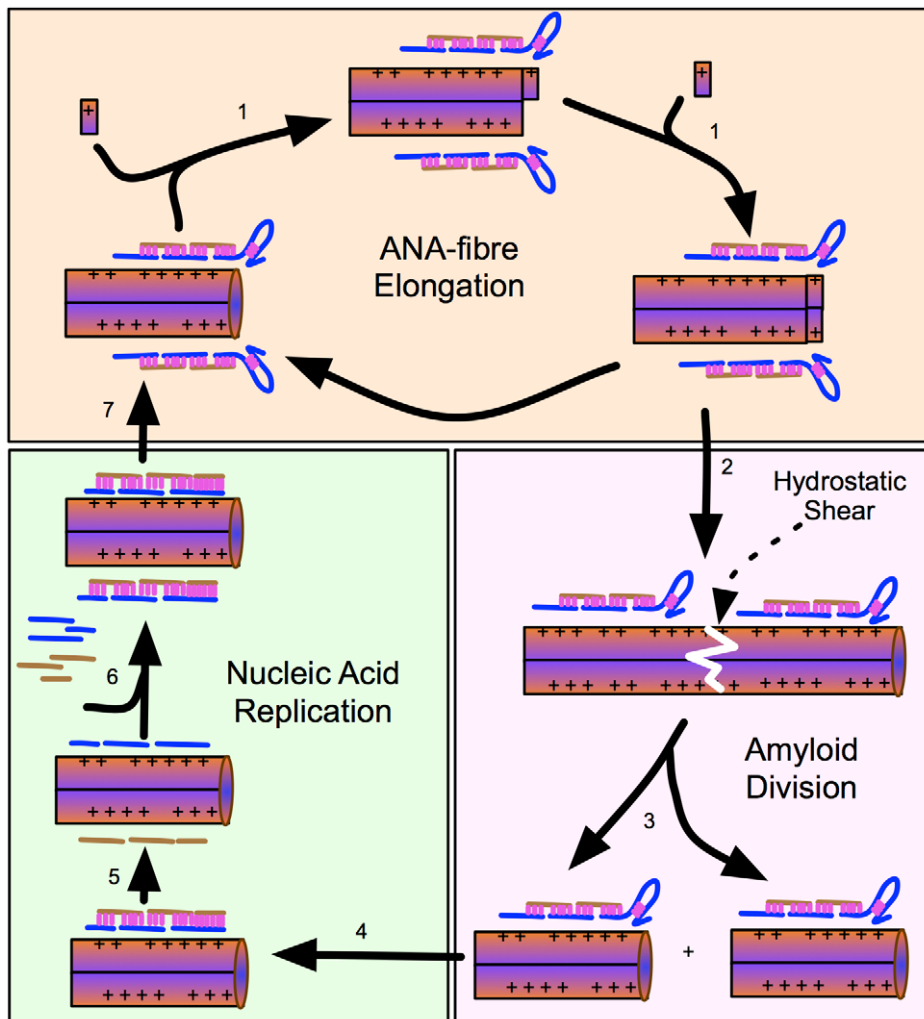 1
1
ANA-fibre
Elongation
7
2
Hydrostatic
Shear
6
Nucleic Acid
Replication
Amyloid
Division
3
5
4
+